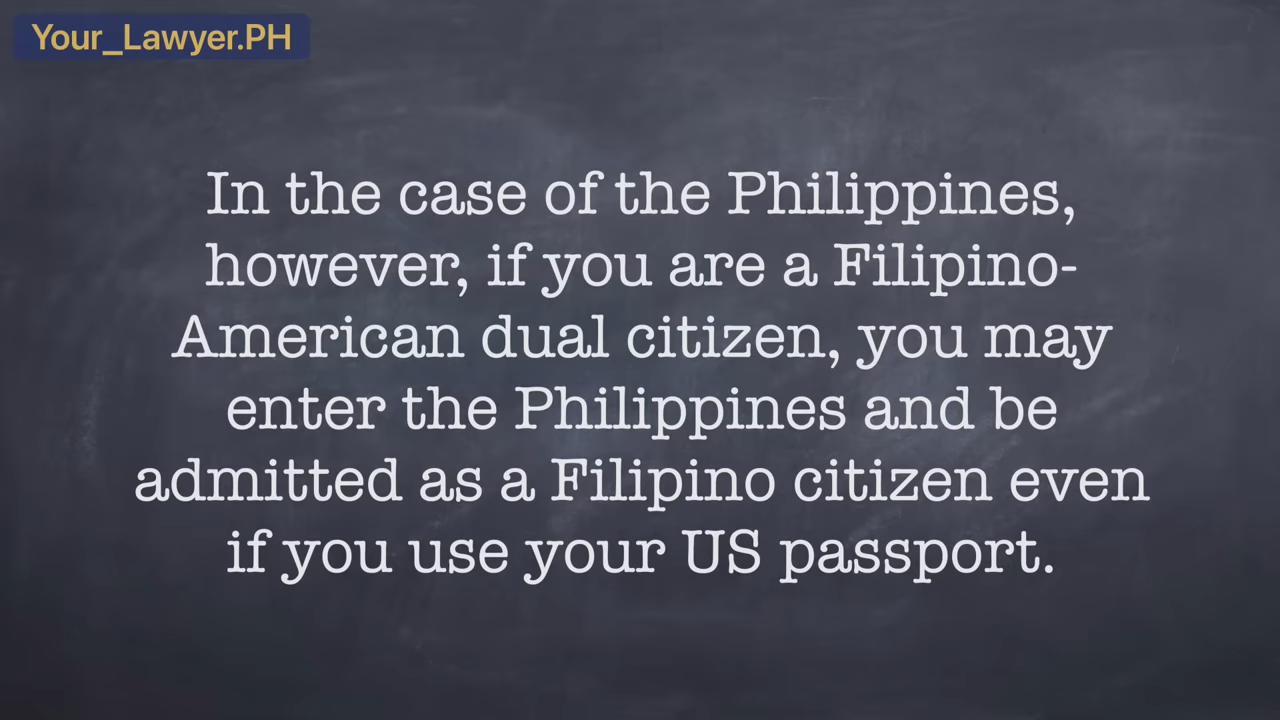 Your_Lawyer.PH
In the case of the Philippines,
however, if you are a Filipino-
American dual citizen, you may
enter the Philippines and be
admitted as a Filipino citizen even
if you use your US passport.